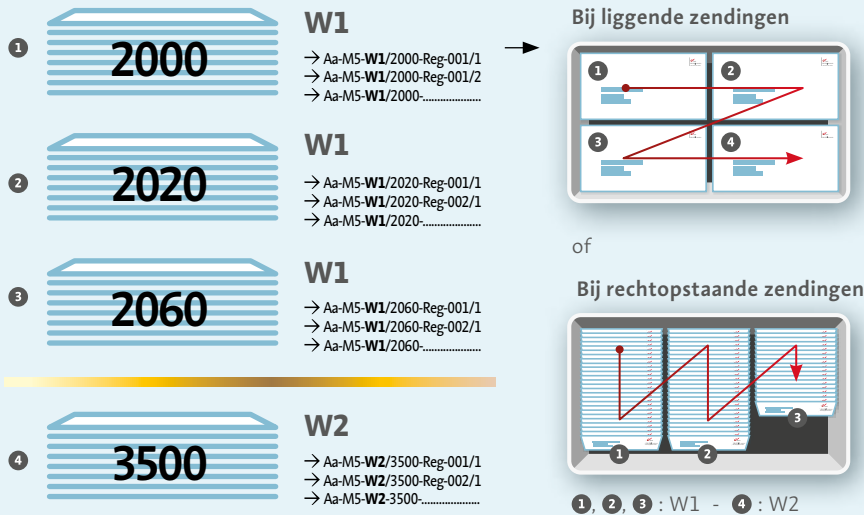 1
2000
W1
→ Aa-M5-W1/2000-Reg-001/1
→ Aa-M5-W1/2000-Reg-001/2
→ Aa-M5-W1/2000-....................
2
2020
W1
→ Aa-M5-W1/2020-Reg-001/1
→ Aa-M5-W1/2020-Reg-002/1
→ Aa-M5-W1/2020-....................
3
2060
W1
→ Aa-M5-W1/2060-Reg-001/1
→ Aa-M5-W1/2060-Reg-002/1
→ Aa-M5-W1/2060-....................
4
3500
W2
→ Aa-M5-W2/3500-Reg-001/1
→ Aa-M5-W2/3500-Reg-002/1
→ Aa-M5-W2-3500-....................
Bij liggende zendingen
1 2
3 4
of
Bij rechtopstaande zendingen
3
1 2
1, 2, 3 : W1 - 4 : W2